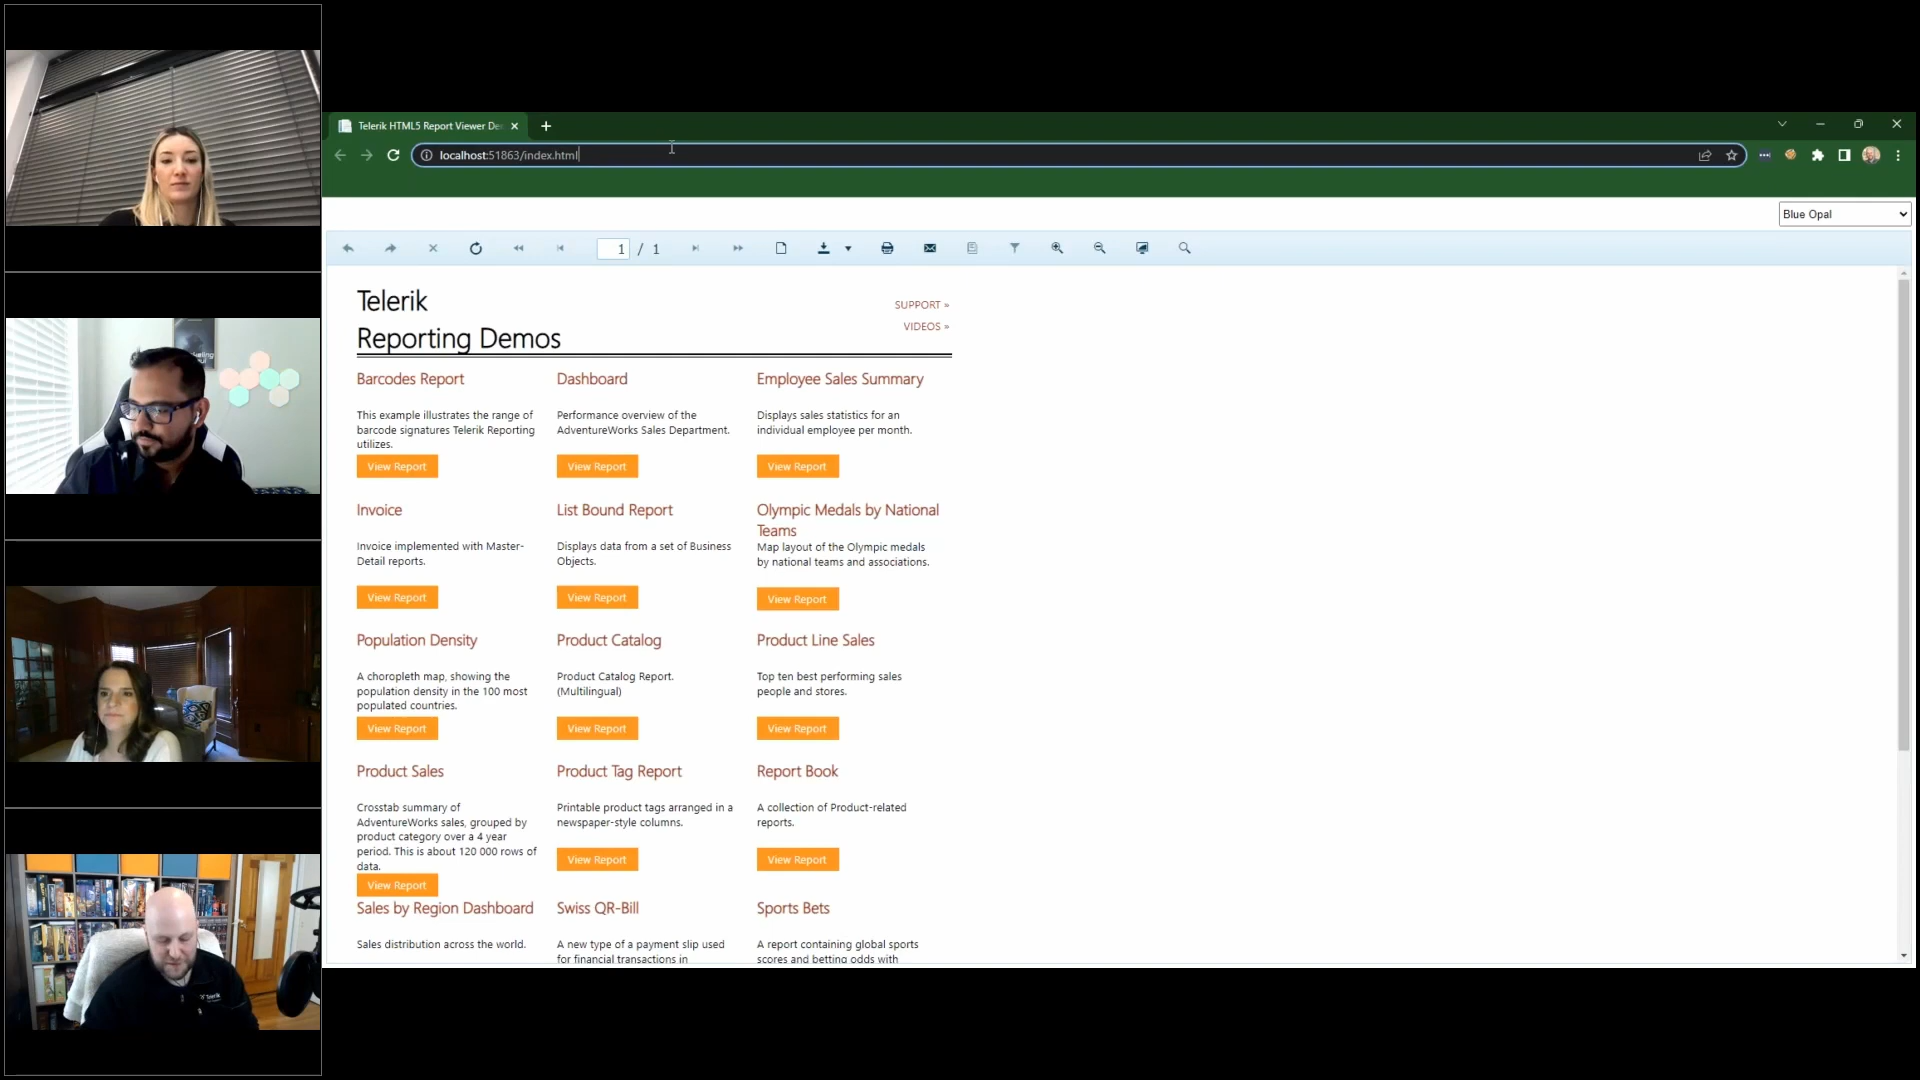 Telerik HTML5 Report Viewer De
localhost:51863/index.html
Blue Opal
1 / 1
Telerik
Reporting Demos
SUPPORT »
VIDEOS »
Barcodes Report
This example illustrates the range of
barcode signatures Telerik Reporting
utilizes.
View Report
Dashboard
Performance overview of the
AdventureWorks Sales Department.
View Report
Employee Sales Summary
Displays sales statistics for an
individual employee per month.
View Report
Invoice
Invoice implemented with Master-
Detail reports.
View Report
List Bound Report
Displays data from a set of Business
Objects.
View Report
Olympic Medals by National
Teams
Map layout of the Olympic medals
by national teams and associations.
View Report
Population Density
A choropleth map, showing the
population density in the 100 most
populated countries.
View Report
Product Catalog
Product Catalog Report.
(Multilingual)
View Report
Product Line Sales
Top ten best performing sales
people and stores.
View Report
Product Sales
Crosstab summary of
AdventureWorks sales, grouped by
product category over a 4 year
period. This is about 120 000 rows of
data.
View Report
Product Tag Report
Printable product tags arranged in a
newspaper-style columns.
View Report
Report Book
A collection of Product-related
reports.
View Report
Sales by Region Dashboard
Sales distribution across the world.
Swiss QR-Bill
A new type of a payment slip used
for financial transactions in
Sports Bets
A report containing global sports
scores and betting odds with
Telerik